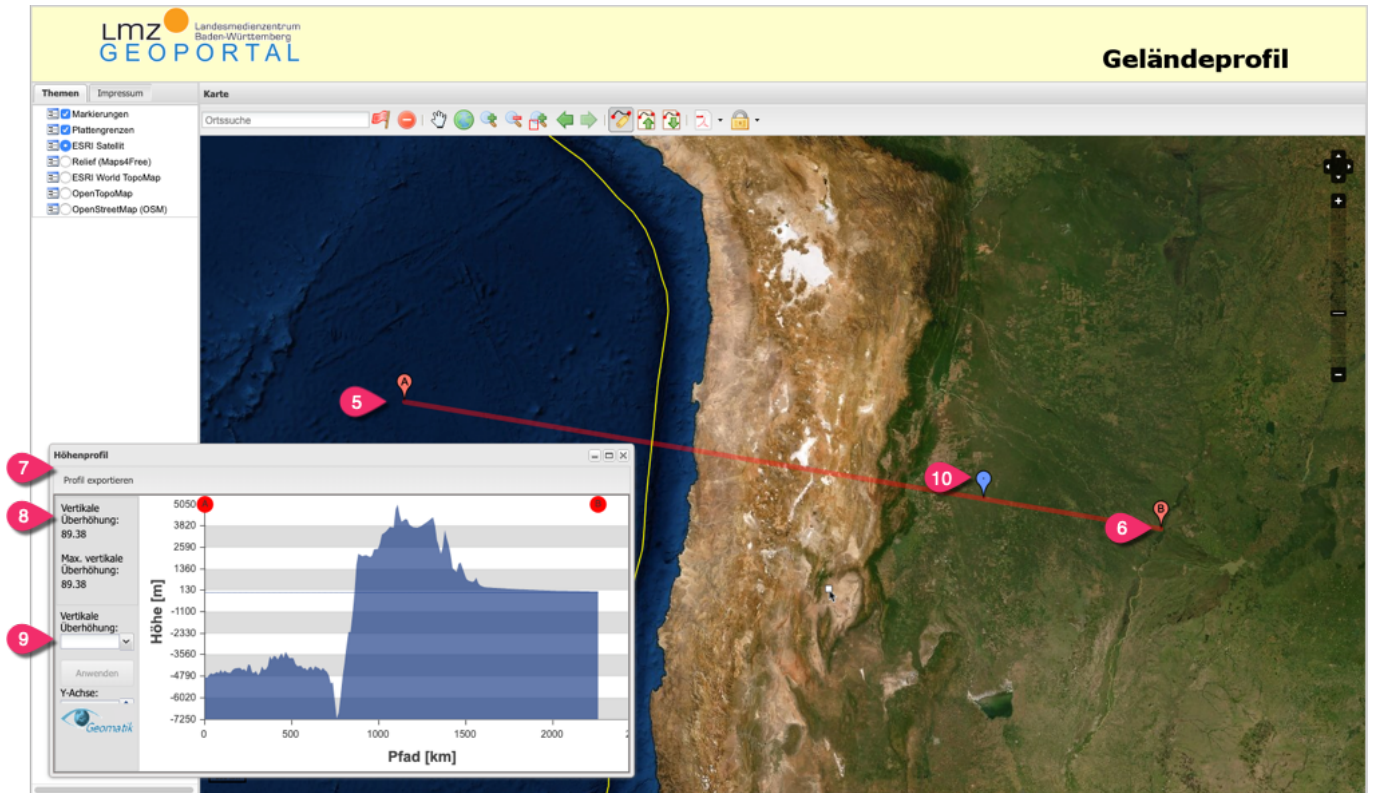 LMZ Landesmedienzentrum
Baden-Württemberg
GEOPORTAL
Geländeprofil
Themen Impressum
Karte
Markierungen
Plattengrenzen
ESRI Satellit
Relief (Maps4Free)
ESRI World TopoMap
OpenTopoMap
OpenStreetMap (OSM)
Ortssuche
A
5
10
B
6
Höhenprofil
7
Profil exportieren
8
Vertikale
Überhöhung:
89.38
Max. vertikale
Überhöhung:
89.38
9
Vertikale
Überhöhung:
Anwenden
Y-Achse:
Geomatik
A
B
5050
3820
2590
1360
130
-1100
-2330
-3560
-4790
-6020
-7250
Höhe [m]
0 500 1000 1500 2000
Pfad [km]